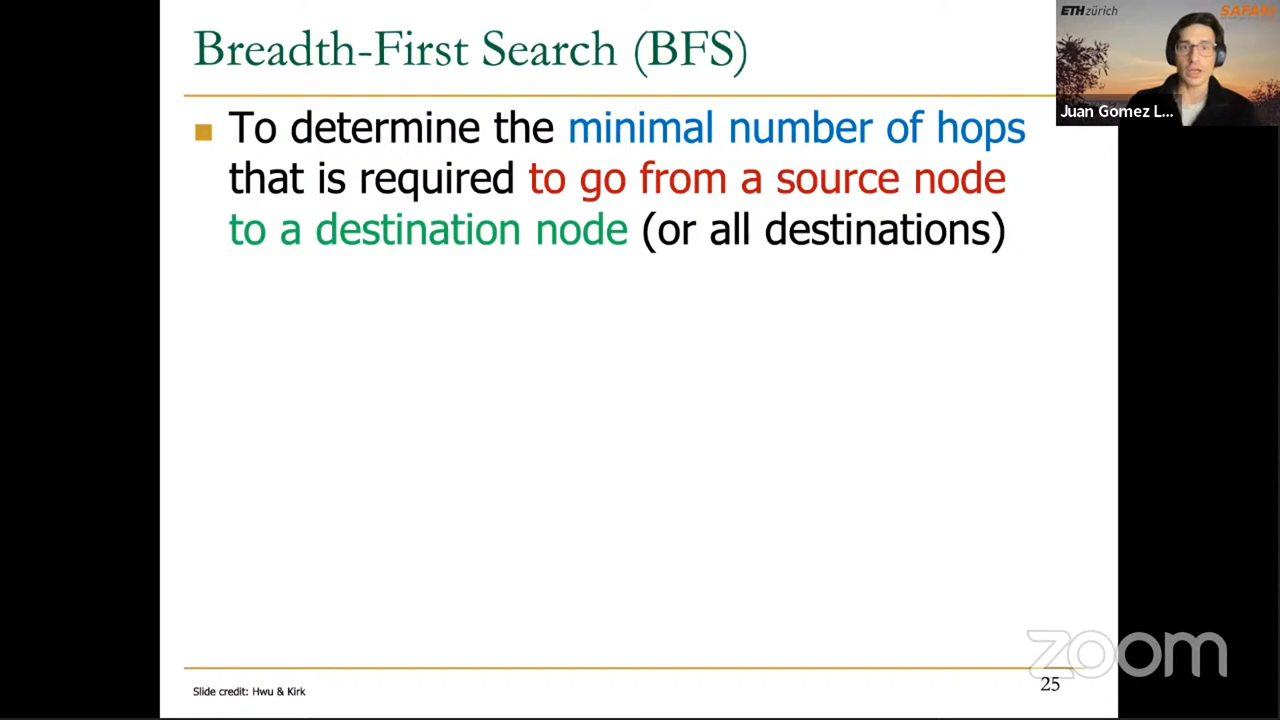 Breadth-First Search (BFS)
To determine the minimal number of hops
that is required to go from a source node
to a destination node (or all destinations)
ETH zürich
SAFARI
Juan Gomez L...
zoom
Slide credit: Hwu & Kirk
25